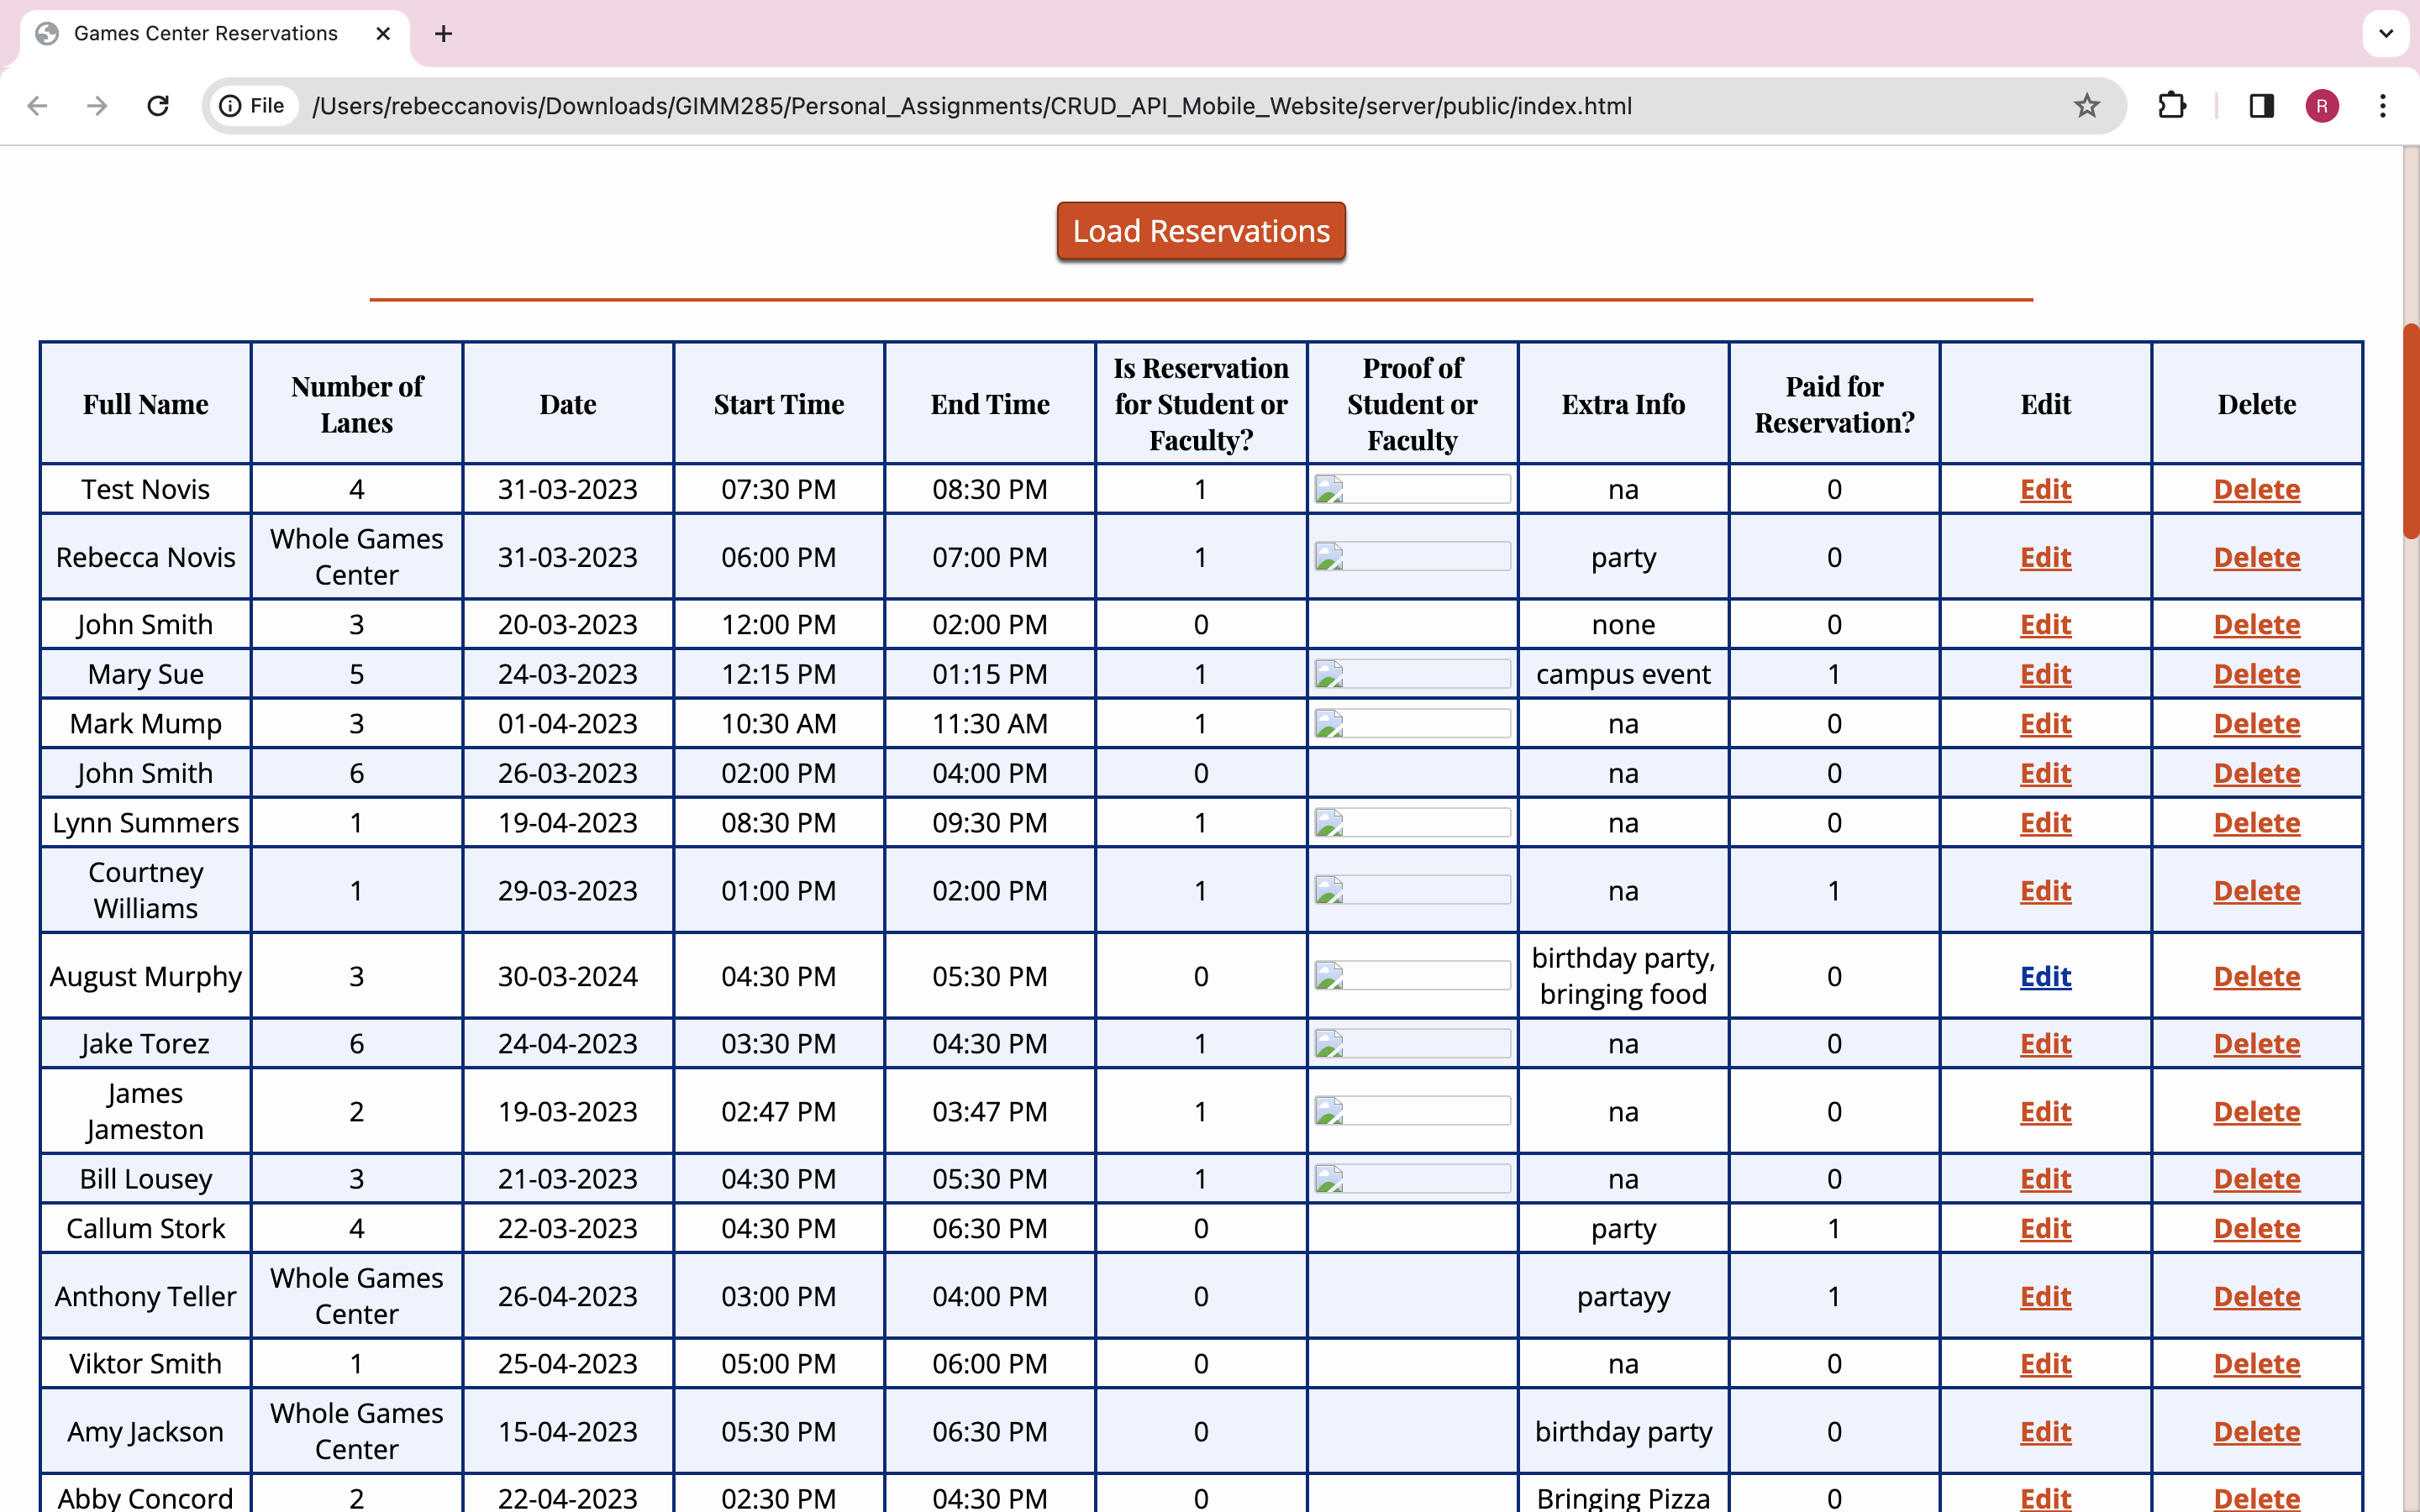 Games Center Reservations
File /Users/rebeccanovis/Downloads/GIMM285/Personal_Assignments/CRUD_API_Mobile_Website/server/public/index.html R
Load Reservations
Full Name Number of Lanes Date Start Time End Time Is Reservation for Student or Faculty? Proof of Student or Faculty Extra Info Paid for Reservation? Edit Delete
Test Novis 4 31-03-2023 07:30 PM 08:30 PM 1 na 0 Edit Delete
Rebecca Novis Whole Games Center 31-03-2023 06:00 PM 07:00 PM 1 party 0 Edit Delete
John Smith 3 20-03-2023 12:00 PM 02:00 PM 0 none 0 Edit Delete
Mary Sue 5 24-03-2023 12:15 PM 01:15 PM 1 campus event 1 Edit Delete
Mark Mump 3 01-04-2023 10:30 AM 11:30 AM 1 na 0 Edit Delete
John Smith 6 26-03-2023 02:00 PM 04:00 PM 0 na 0 Edit Delete
Lynn Summers 1 19-04-2023 08:30 PM 09:30 PM 1 na 0 Edit Delete
Courtney Williams 1 29-03-2023 01:00 PM 02:00 PM 1 na 1 Edit Delete
August Murphy 3 30-03-2024 04:30 PM 05:30 PM 0 birthday party, bringing food 0 Edit Delete
Jake Torez 6 24-04-2023 03:30 PM 04:30 PM 1 na 0 Edit Delete
James Jameston 2 19-03-2023 02:47 PM 03:47 PM 1 na 0 Edit Delete
Bill Lousey 3 21-03-2023 04:30 PM 05:30 PM 1 na 0 Edit Delete
Callum Stork 4 22-03-2023 04:30 PM 06:30 PM 0 party 1 Edit Delete
Anthony Teller Whole Games Center 26-04-2023 03:00 PM 04:00 PM 0 partayy 1 Edit Delete
Viktor Smith 1 25-04-2023 05:00 PM 06:00 PM 0 na 0 Edit Delete
Amy Jackson Whole Games Center 15-04-2023 05:30 PM 06:30 PM 0 birthday party 0 Edit Delete
Abby Concord 2 22-04-2023 02:30 PM 04:30 PM 0 Bringing Pizza 0 Edit Delete